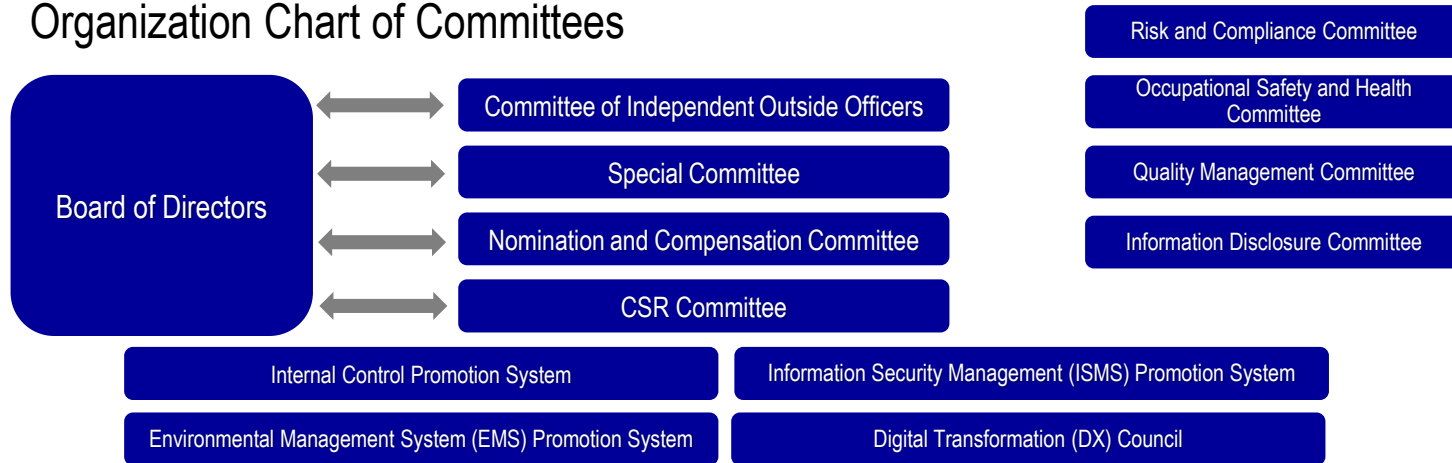 Organization Chart of Committees
Board of Directors
Committee of Independent Outside Officers
Special Committee
Nomination and Compensation Committee
CSR Committee
Risk and Compliance Committee
Occupational Safety and Health
Committee
Quality Management Committee
Information Disclosure Committee
Internal Control Promotion System
Information Security Management (ISMS) Promotion System
Environmental Management System (EMS) Promotion System
Digital Transformation (DX) Council